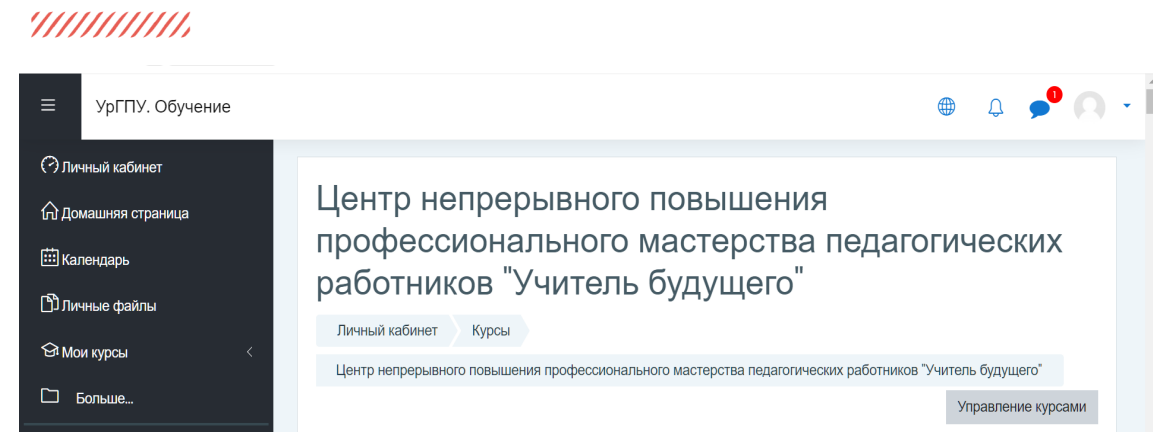 УрГПУ. Обучение
1
Личный кабинет
Домашняя страница
Календарь
Личные файлы
Мои курсы
Больше...
Центр непрерывного повышения
профессионального мастерства педагогических
работников "Учитель будущего"
Личный кабинет Курсы
Центр непрерывного повышения профессионального мастерства педагогических работников "Учитель будущего"
Управление курсами